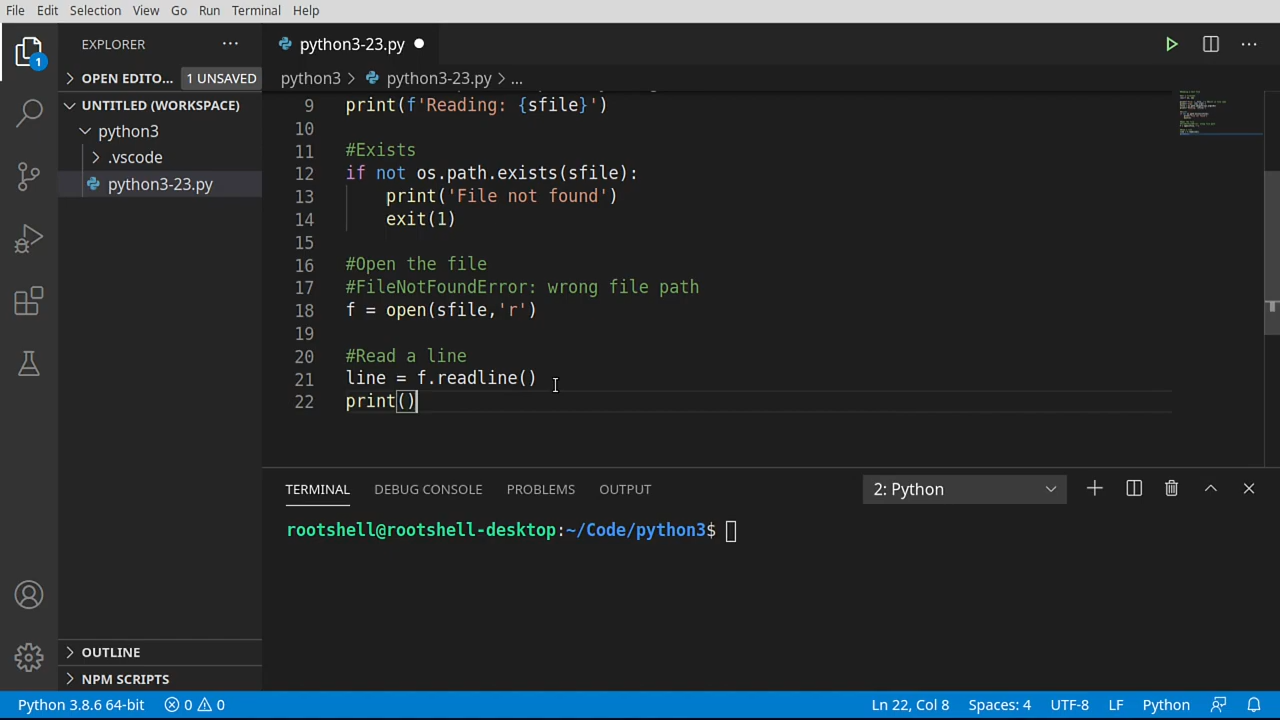 File Edit Selection View Go Run Terminal Help
EXPLORER
python3-23.py
OPEN EDITO... 1 UNSAVED
python3 > python3-23.py > ...
UNTITLED (WORKSPACE)
python3
.vscode
python3-23.py
9 print(f'Reading: {sfile}')
10
11 #Exists
12 if not os.path.exists(sfile):
13 print('File not found')
14 exit(1)
15
16 #Open the file
17 #FileNotFoundError: wrong file path
18 f = open(sfile,'r')
19
20 #Read a line
21 line = f.readline()
22 print()
TERMINAL DEBUG CONSOLE PROBLEMS OUTPUT 2: Python
rootshell@rootshell-desktop:~/Code/python3$
1
OUTLINE
NPM SCRIPTS
Python 3.8.6 64-bit 0 0 Ln 22, Col 8 Spaces: 4 UTF-8 LF Python